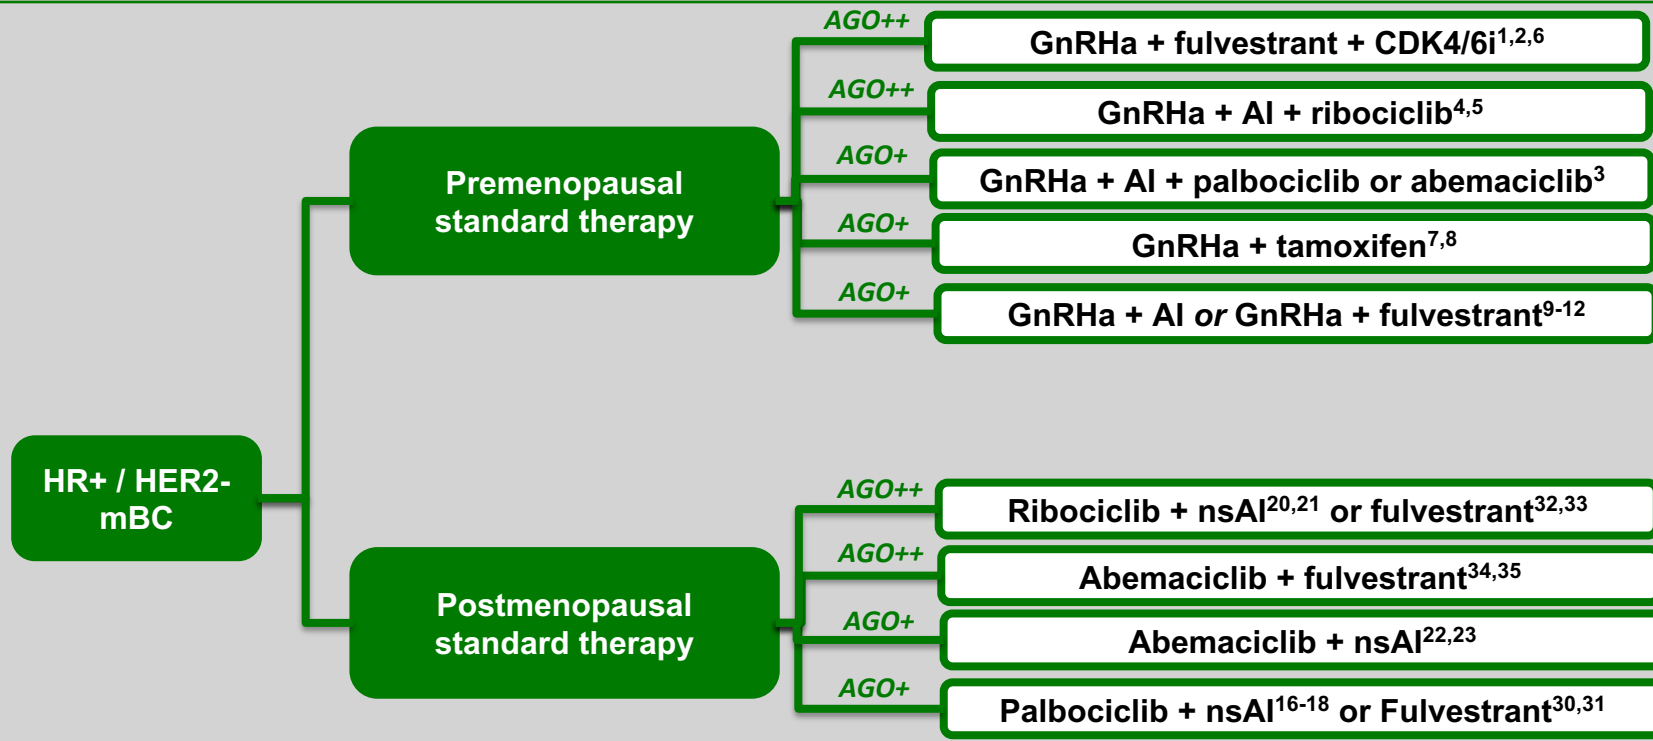 AGO++
GnRHa + fulvestrant + CDK4/6i1,2,6
AGO++
GnRHa + AI + ribociclib4,5
AGO+
GnRHa + AI + palbociclib or abemaciclib3
AGO+
GnRHa + tamoxifen7,8
AGO+
GnRHa + AI or GnRHa + fulvestrant9-12
Premenopausal
standard therapy
HR+ / HER2-
mBC
Postmenopausal
standard therapy
AGO++
Ribociclib + nsAI20,21 or fulvestrant32,33
AGO++
Abemaciclib + fulvestrant34,35
AGO+
Abemaciclib + nsAI22,23
AGO+
Palbociclib + nsAI16-18 or Fulvestrant30,31